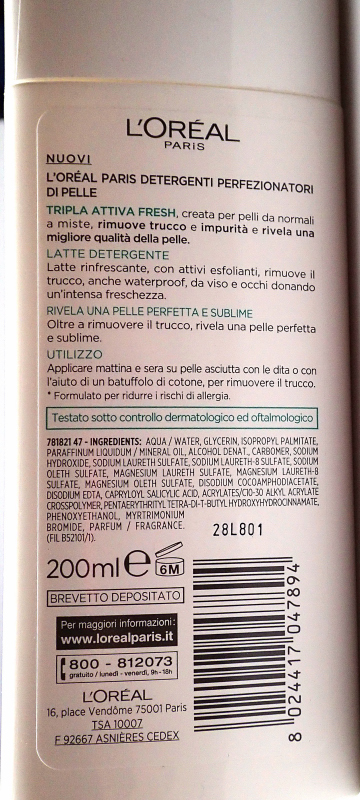 L'ORÉAL
PARIS
NUOVI
L'ORÉAL PARIS DETERGENTI PERFEZIONATORI
DI PELLE
TRIPLA ATTIVA FRESH, creata per pelli da normali
a miste, rimuove trucco e impurità e rivela una
migliore qualità della pelle.
LATTE DETERGENTE
Latte rinfrescante, con attivi esfolianti, rimuove il
trucco, anche waterproof, da viso e occhi donando
un'intensa freschezza.
RIVELA UNA PELLE PERFETTA E SUBLIME
Oltre a rimuovere il trucco, rivela una pelle perfetta
e sublime.
UTILIZZO
Applicare mattina e sera su pelle asciutta con le dita o con
l'aiuto di un batuffolo di cotone, per rimuovere il trucco.
* Formulato per ridurre i rischi di allergia.
Testato sotto controllo dermatologico ed oftalmologico
781821 47 - INGREDIENTS: AQUA / WATER, GLYCERIN, ISOPROPYL PALMITATE,
PARAFFINUM LIQUIDUM / MINERAL OIL, ALCOHOL DENAT., CARBOMER, SODIUM
HYDROXIDE, SODIUM LAURETH SULFATE, SODIUM LAURETH-8 SULFATE, SODIUM
OLETH SULFATE, MAGNESIUM LAURETH SULFATE, MAGNESIUM LAURETH-8
SULFATE, MAGNESIUM OLETH SULFATE, DISODIUM COCOAMPHODIACETATE,
DISODIUM EDTA, CAPRYLOYL SALICYLIC ACID, ACRYLATES/C10-30 ALKYL ACRYLATE
CROSSPOLYMER, PENTAERYTHRITYL TETRA-DI-T-BUTYL HYDROXYHYDROCINNAMATE,
PHENOXYETHANOL, MYRTRIMONIUM
BROMIDE, PARFUM / FRAGRANCE.
(FIL B52101/1).
28L801
200ml e 6M
BREVETTO DEPOSITATO
Per maggiori informazioni:
www.lorealparis.it
800 - 812073
gratuito / lunedì - venerdì, 9h - 18h
L'ORÉAL
16, place Vendôme 75001 Paris
TSA 10007
F 92667 ASNIÈRES CEDEX
8 024417 047894